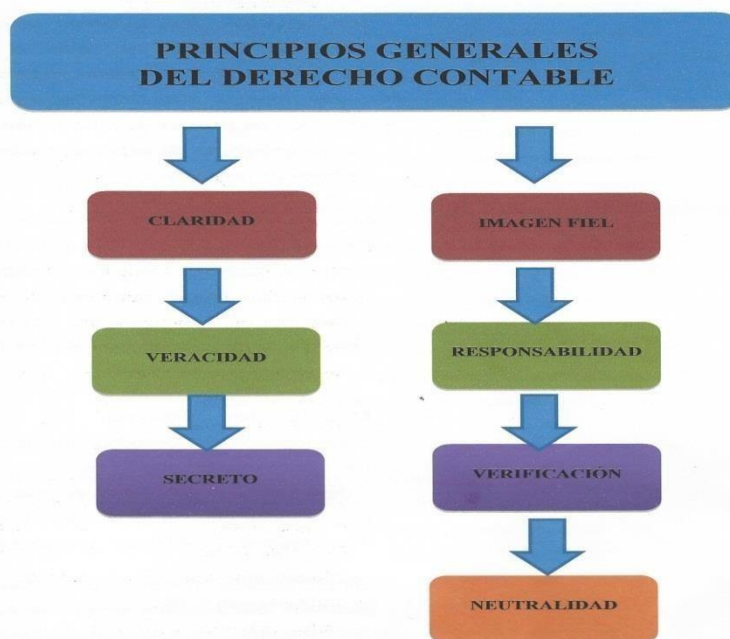 PRINCIPIOS GENERALES
DEL DERECHO CONTABLE
CLARIDAD
IMAGEN FIEL
VERACIDAD
RESPONSABILIDAD
SECRETO
VERIFICACIÓN
NEUTRALIDAD